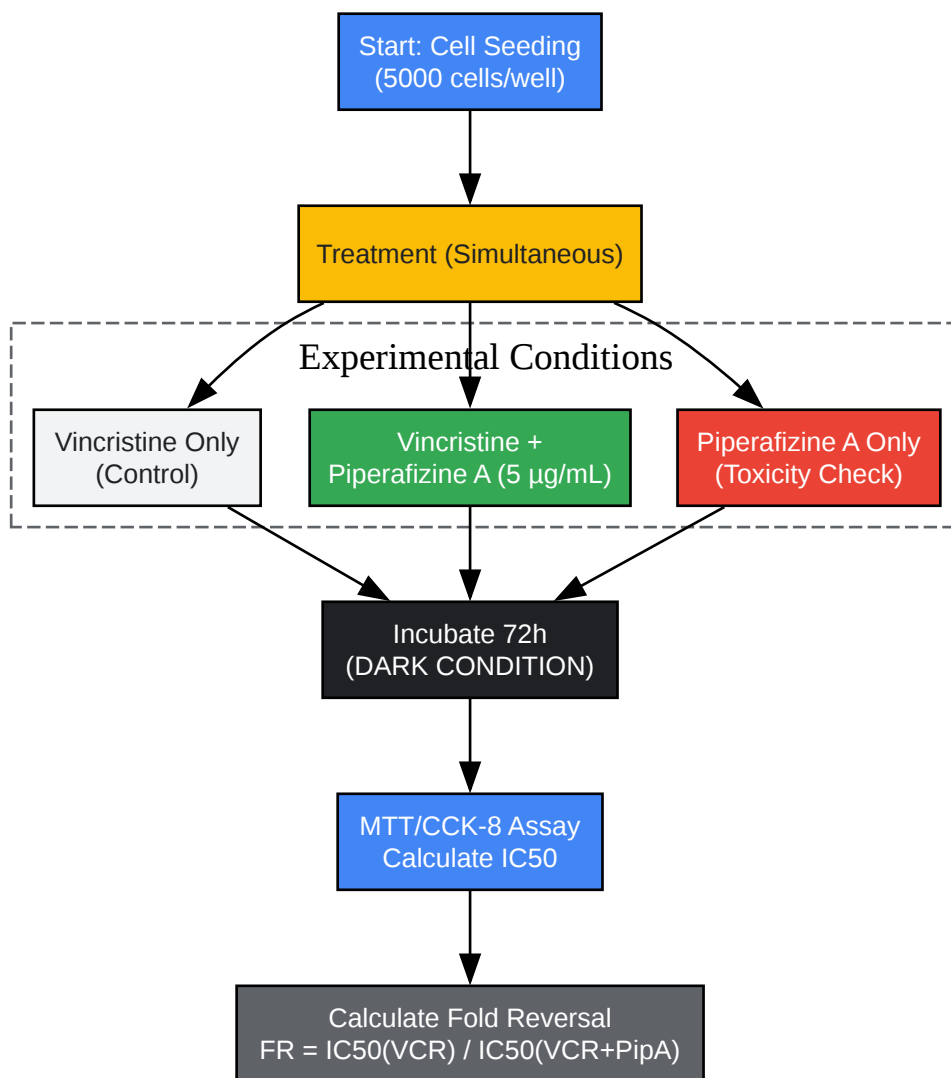 Start: Cell Seeding
(5000 cells/well)
Treatment (Simultaneous)
Experimental Conditions
Vincristine Only
(Control)
Vincristine +
Piperafizine A (5 µg/mL)
Piperafizine A Only
(Toxicity Check)
Incubate 72h
(DARK CONDITION)
MTT/CCK-8 Assay
Calculate IC50
Calculate Fold Reversal
FR = IC50(VCR) / IC50(VCR+PipA)